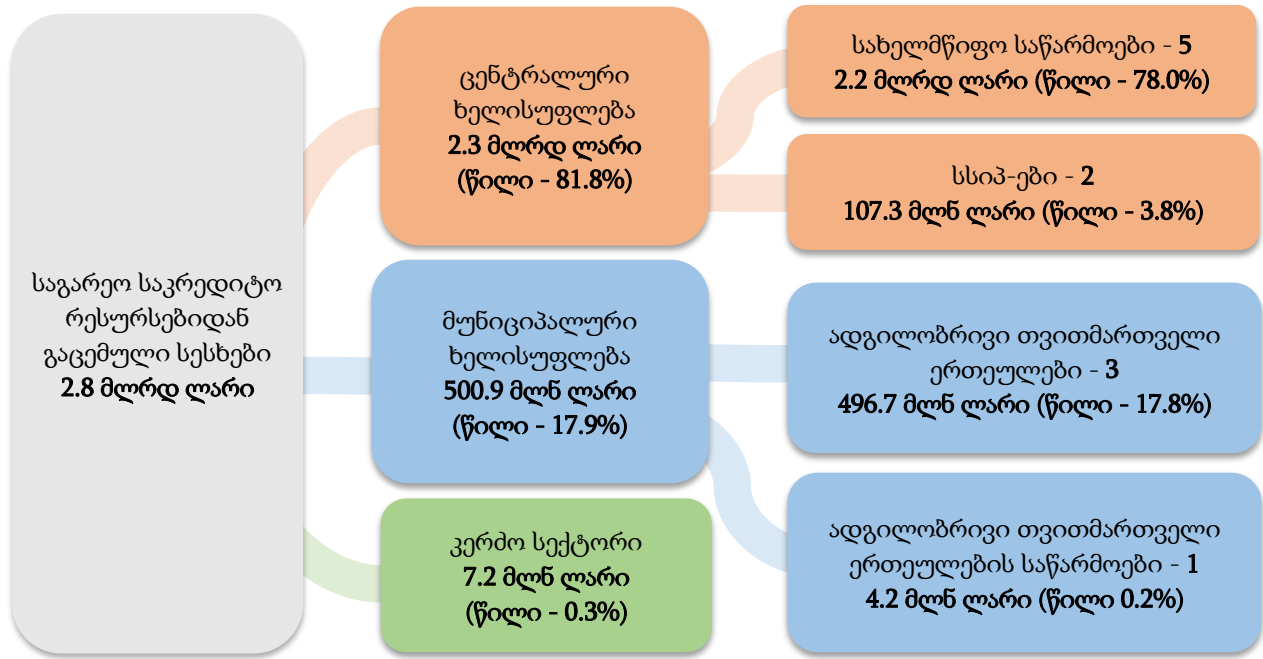 საგარეო საკრედიტო
რესურსებიდან
გაცემული სესხები
2.8 მლრდ ლარი
ცენტრალური
ხელისუფლება
2.3 მლრდ ლარი
(წილი - 81.8%)
სახელმწიფო საწარმოები - 5
2.2 მლრდ ლარი (წილი - 78.0%)
სსიპ-ები - 2
107.3 მლნ ლარი (წილი - 3.8%)
მუნიციპალური
ხელისუფლება
500.9 მლნ ლარი
(წილი - 17.9%)
ადგილობრივი თვითმართველი
ერთეულები - 3
496.7 მლნ ლარი (წილი - 17.8%)
ადგილობრივი თვითმართველი
ერთეულების საწარმოები - 1
4.2 მლნ ლარი (წილი 0.2%)
კერძო სექტორი
7.2 მლნ ლარი
(წილი - 0.3%)